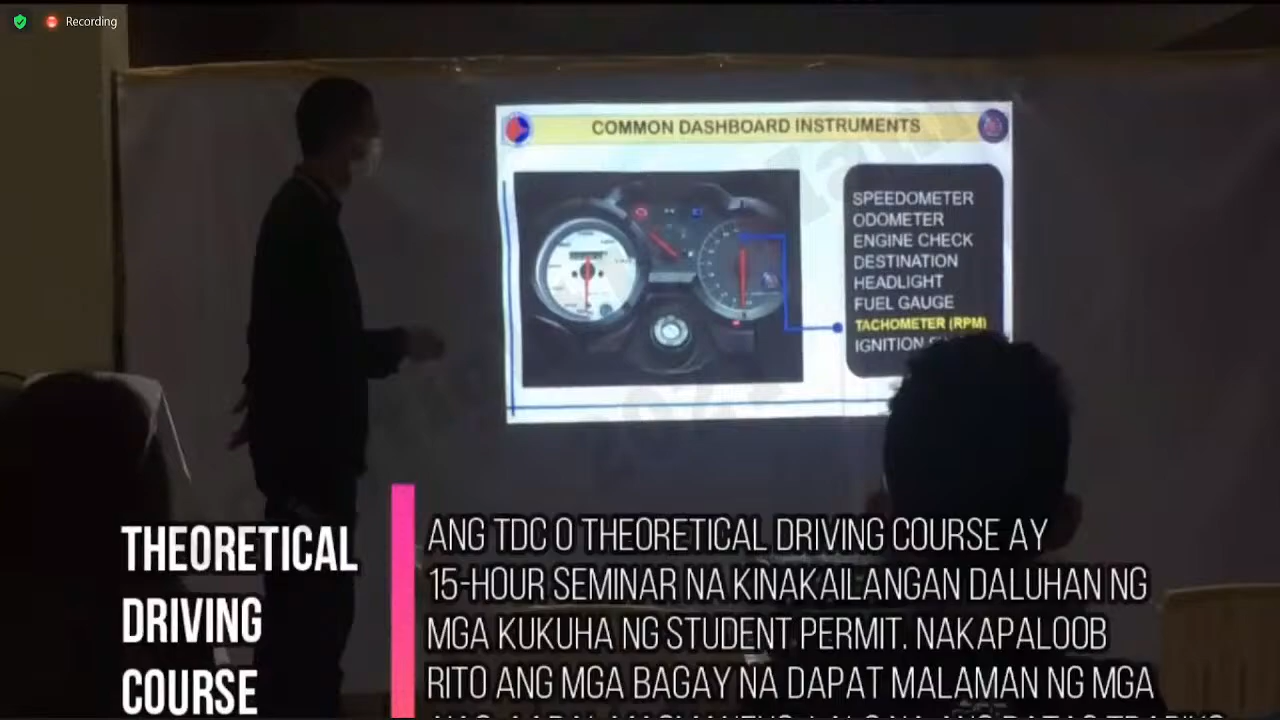 Recording
COMMON DASHBOARD INSTRUMENTS
SPEEDOMETER
ODOMETER
ENGINE CHECK
DESTINATION
HEADLIGHT
FUEL GAUGE
TACHOMETER (RPM)
IGNITION
THEORETICAL
DRIVING
COURSE
ANG TDC O THEORETICAL DRIVING COURSE AY
15-HOUR SEMINAR NA KINAKAILANGAN DALUHAN NG
MGA KUKUHA NG STUDENT PERMIT. NAKAPALOOB
RITO ANG MGA BAGAY NA DAPAT MALAMAN NG MGA